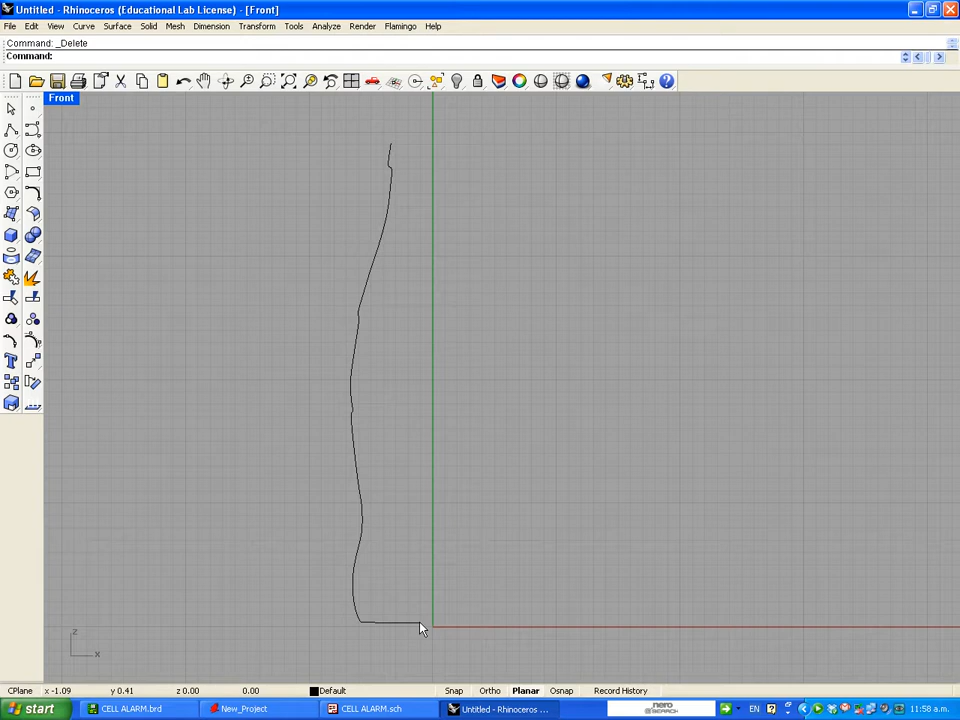 Untitled - Rhinoceros (Educational Lab License) - [Front]
File Edit View Curve Surface Solid Mesh Dimension Transform Tools Analyze Render Flamingo Help
Command: _Delete
Command:
Front
z
x
CPlane x -1.09 y 0.41 z 0.00 0.00 Default Snap Ortho Planar Osnap Record History
start CELL ALARM.brd New_Project CELL ALARM.sch Untitled - Rhinoceros ... nero SEARCH EN 11:58 a.m.